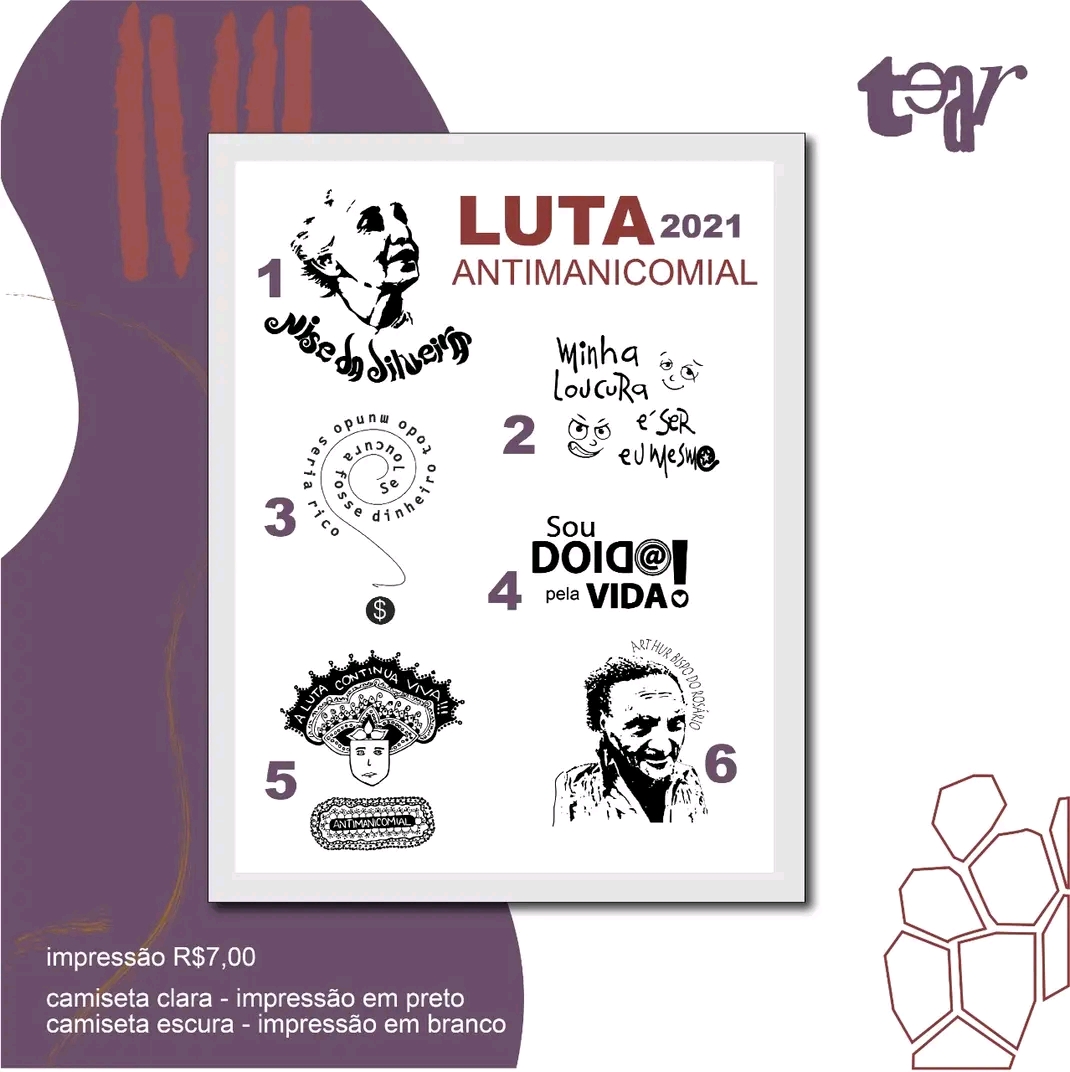 tear
LUTA 2021
ANTIMANICOMIAL
1
Nise da Silveira
minha
loucura
é ser
eu mesm@
2
Se loucura fosse dinheiro todo mundo seria rico
$
3
Sou
DOID@!
pela VIDA
4
A LUTA CONTINUA VIVA!!!
ANTIMANICOMIAL
5
ARTHUR BISPO DO ROSÁRIO
6
impressão R$7,00
camiseta clara - impressão em preto
camiseta escura - impressão em branco